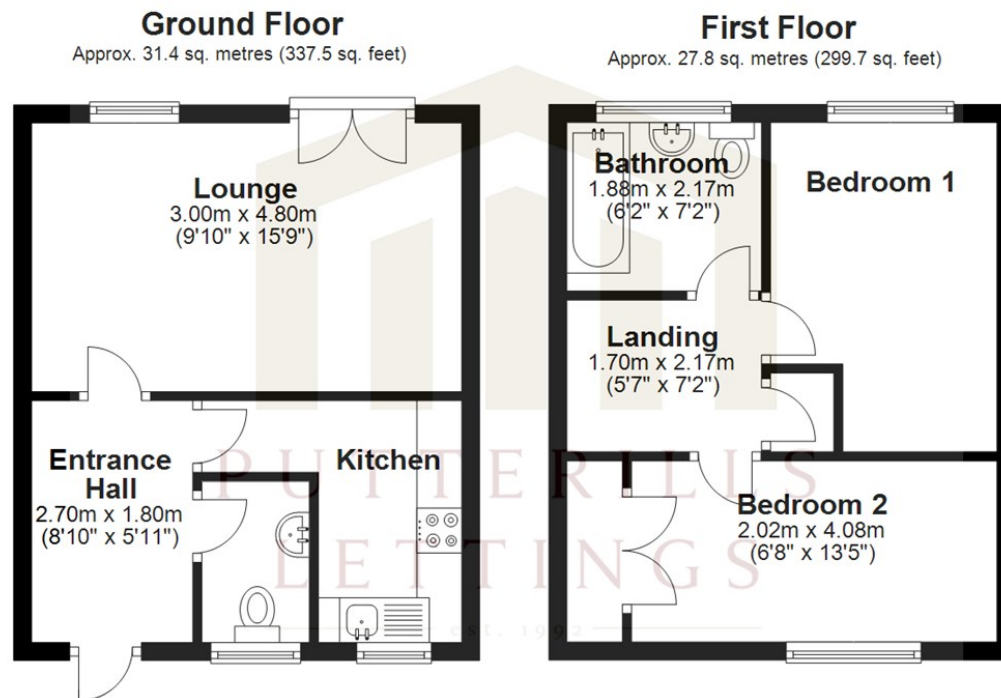 Ground Floor
Approx. 31.4 sq. metres (337.5 sq. feet)
Lounge
3.00m x 4.80m
(9'10" x 15'9")
Entrance
Hall
2.70m x 1.80m
(8'10" x 5'11")
Kitchen
First Floor
Approx. 27.8 sq. metres (299.7 sq. feet)
Bathroom
1.88m x 2.17m
(6'2" x 7'2")
Bedroom 1
Landing
1.70m x 2.17m
(5'7" x 7'2")
Bedroom 2
2.02m x 4.08m
(6'8" x 13'5")
PUTTERILLS
LETTINGS
est. 1992